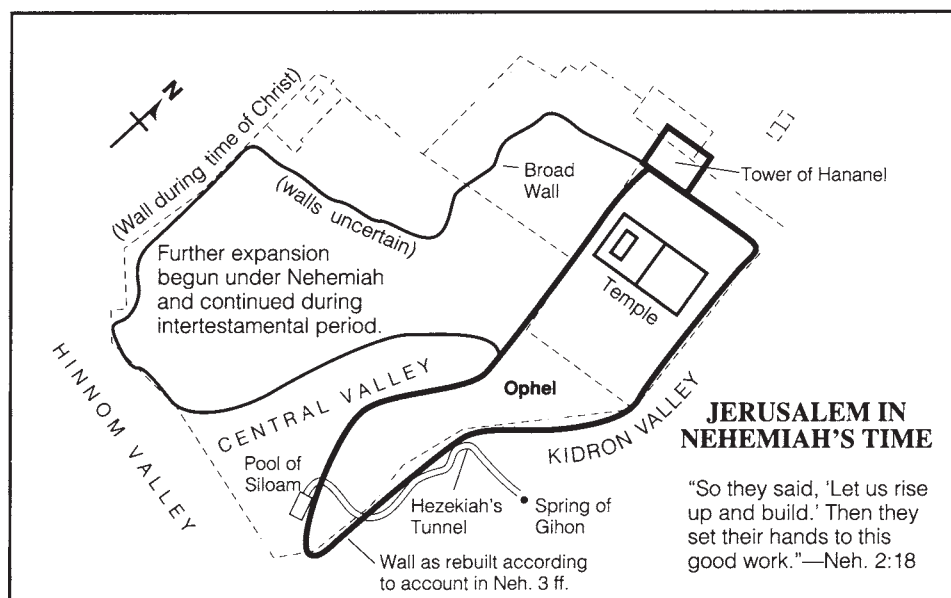 N
(Wall during time of Christ)
(walls uncertain)
Broad
Wall
Tower of Hananel
Further expansion
begun under Nehemiah
and continued during
intertestamental period.
Temple
HINNOM VALLEY
CENTRAL VALLEY
Ophel
KIDRON VALLEY
Pool of
Siloam
Hezekiah's
Tunnel
Spring of
Gihon
Wall as rebuilt according
to account in Neh. 3 ff.
JERUSALEM IN
NEHEMIAH'S TIME
“So they said, ‘Let us rise
up and build.’ Then they
set their hands to this
good work.”—Neh. 2:18